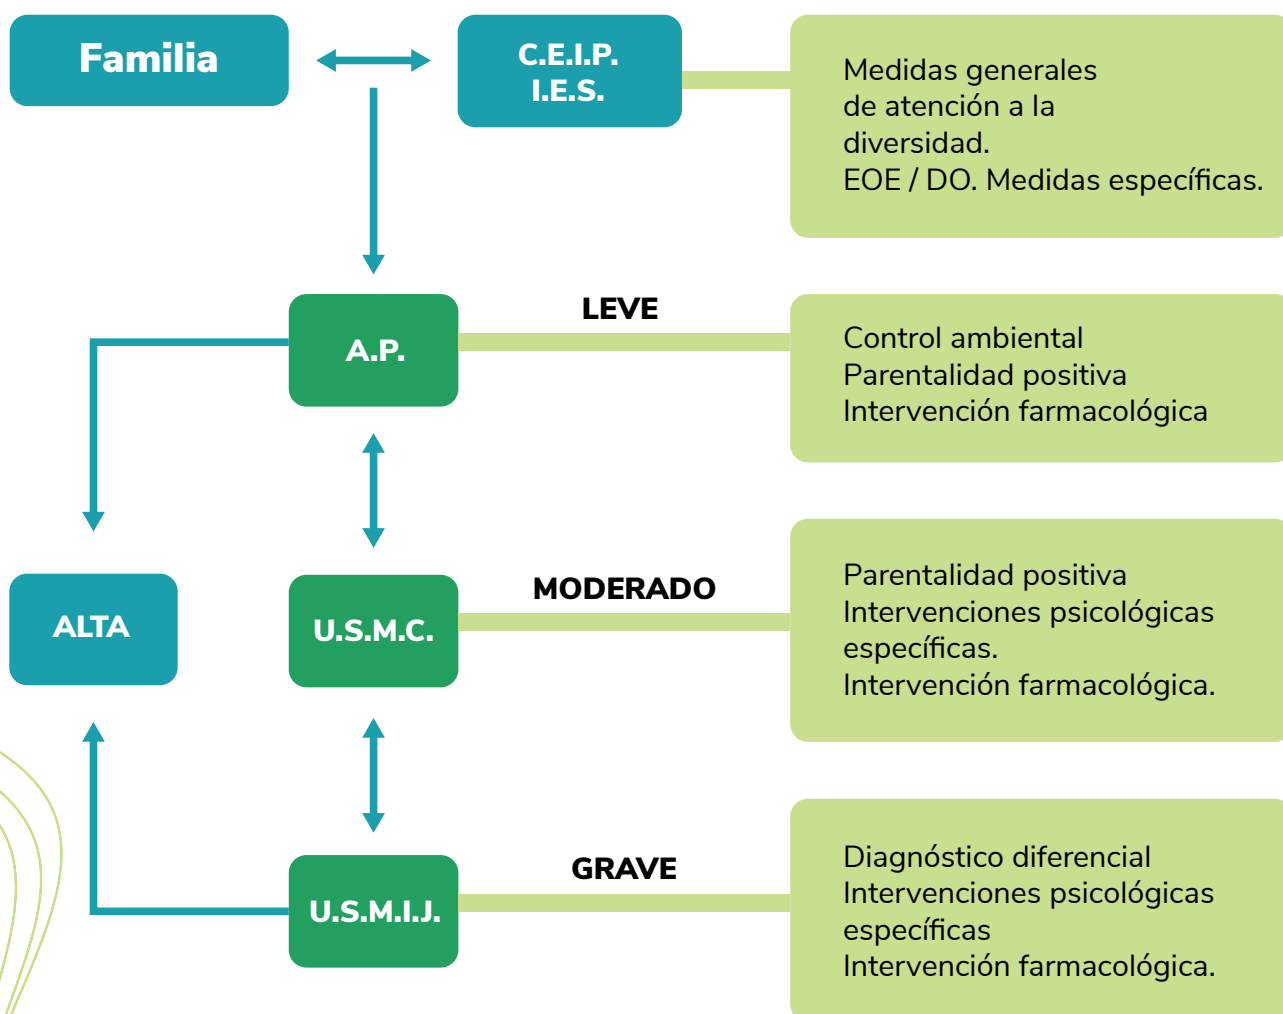 Familia
C.E.I.P.
I.E.S.
Medidas generales
de atención a la
diversidad.
EOE / DO. Medidas específicas.
A.P.
LEVE
Control ambiental
Parentalidad positiva
Intervención farmacológica
ALTA
U.S.M.C.
MODERADO
Parentalidad positiva
Intervenciones psicológicas
específicas.
Intervención farmacológica.
U.S.M.I.J.
GRAVE
Diagnóstico diferencial
Intervenciones psicológicas
específicas
Intervención farmacológica.